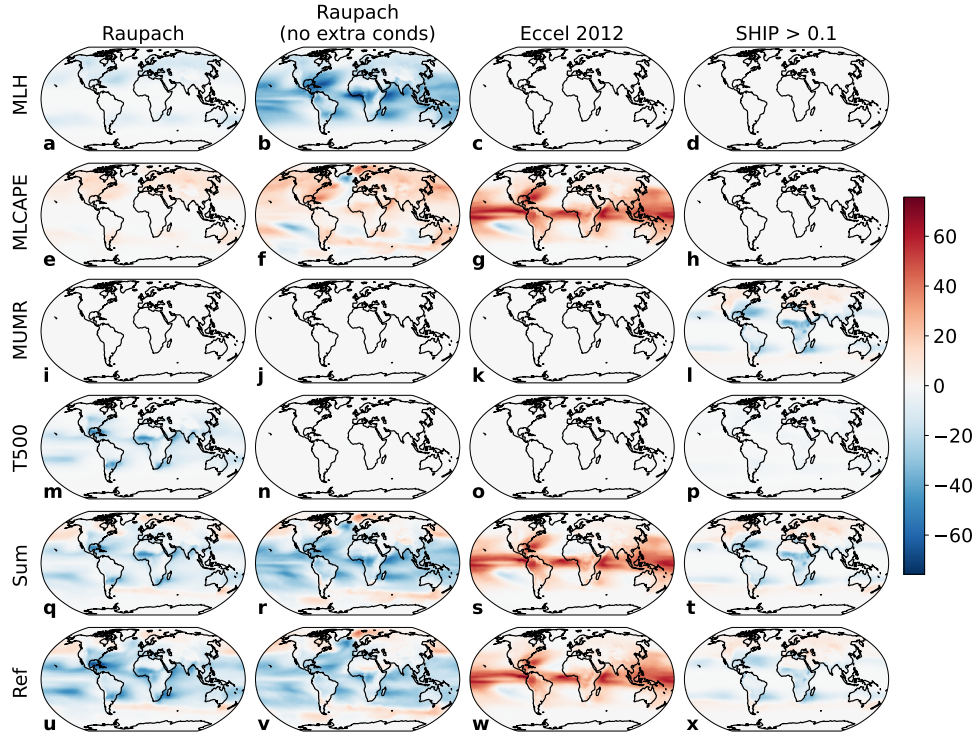 Raupach
Raupach
(no extra conds)
Eccel 2012
SHIP > 0.1
MLH
a
b
c
d
MLCAPE
e
f
g
h
MUMR
i
j
k
l
T500
m
n
o
p
Sum
q
r
s
t
Ref
u
v
w
x
60
40
20
0
−20
−40
−60